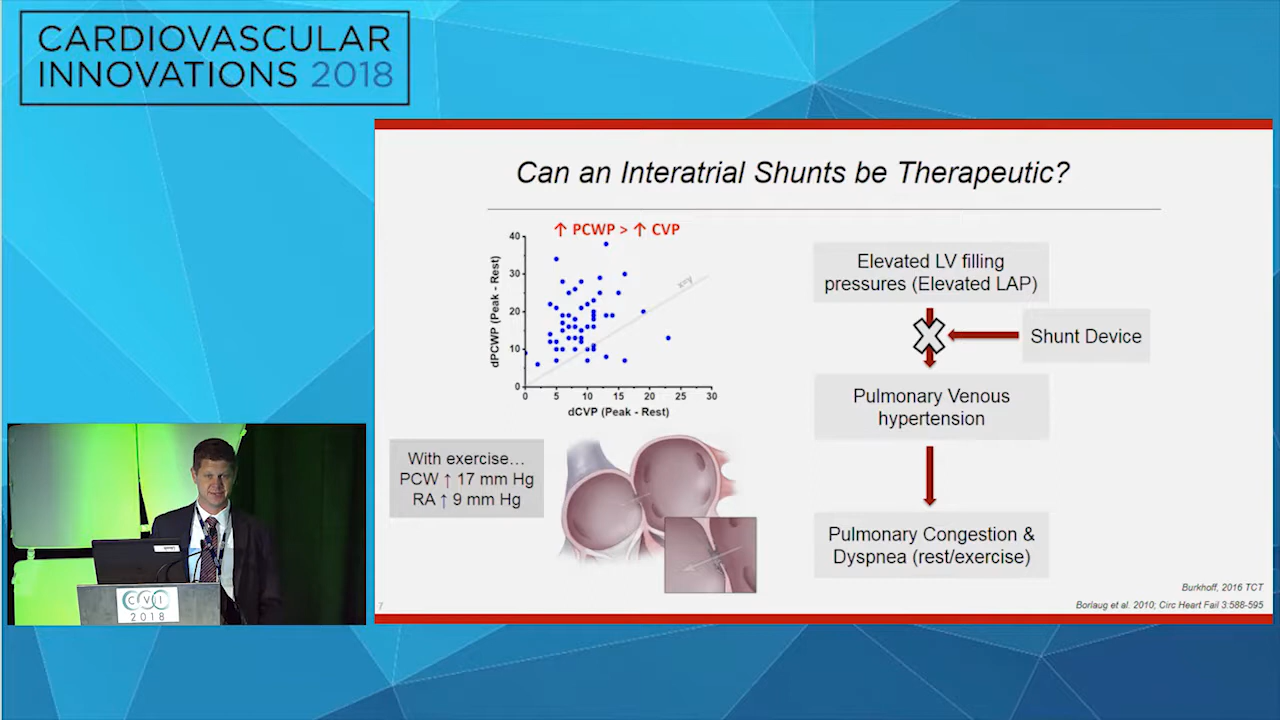 CARDIOVASCULAR
INNOVATIONS 2018
Can an Interatrial Shunts be Therapeutic?
↑ PCWP > ↑ CVP
40
30
20
10
0
dPCWP (Peak - Rest)
x=y
0 5 10 15 20 25 30
dCVP (Peak - Rest)
With exercise…
PCW ↑ 17 mm Hg
RA ↑ 9 mm Hg
Elevated LV filling
pressures (Elevated LAP)
Shunt Device
Pulmonary Venous
hypertension
Pulmonary Congestion &
Dyspnea (rest/exercise)
Burkhoff, 2016 TCT
Borlaug et al. 2010; Circ Heart Fail 3:588-595
7
CVI
2018